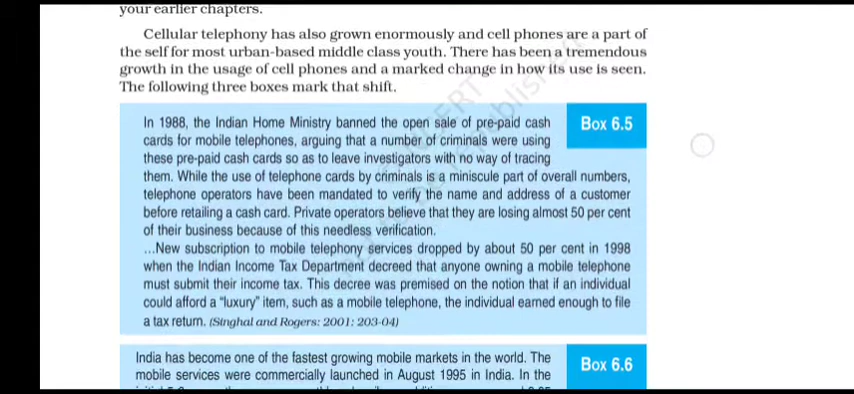 your earlier chapters.
Cellular telephony has also grown enormously and cell phones are a part of
the self for most urban-based middle class youth. There has been a tremendous
growth in the usage of cell phones and a marked change in how its use is seen.
The following three boxes mark that shift.
Box 6.5
In 1988, the Indian Home Ministry banned the open sale of pre-paid cash
cards for mobile telephones, arguing that a number of criminals were using
these pre-paid cash cards so as to leave investigators with no way of tracing
them. While the use of telephone cards by criminals is a miniscule part of overall numbers,
telephone operators have been mandated to verify the name and address of a customer
before retailing a cash card. Private operators believe that they are losing almost 50 per cent
of their business because of this needless verification.
...New subscription to mobile telephony services dropped by about 50 per cent in 1998
when the Indian Income Tax Department decreed that anyone owning a mobile telephone
must submit their income tax. This decree was premised on the notion that if an individual
could afford a "luxury" item, such as a mobile telephone, the individual earned enough to file
a tax return. (Singhal and Rogers: 2001: 203-04)
Box 6.6
India has become one of the fastest growing mobile markets in the world. The
mobile services were commercially launched in August 1995 in India. In the